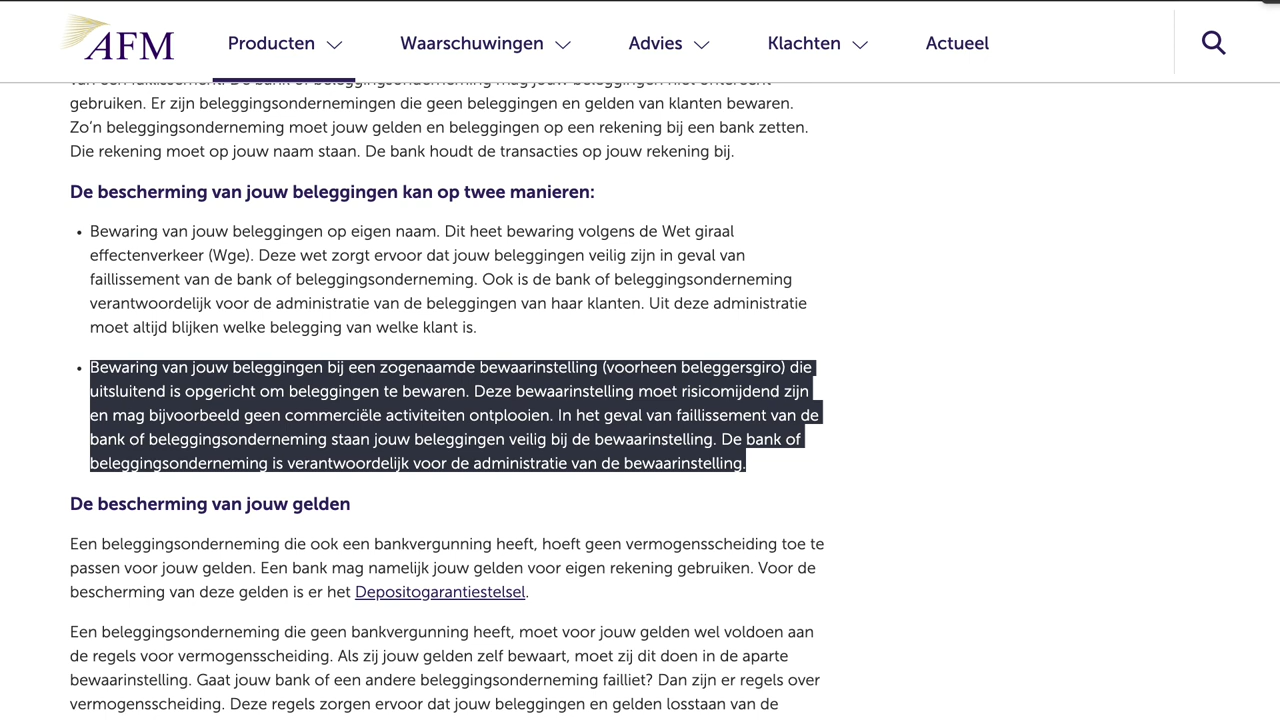 AFM
Producten
Waarschuwingen
Advies
Klachten
Actueel
van een faillissement. De bank of beleggingsonderneming mag jouw beleggingen niet onterecht
gebruiken. Er zijn beleggingsondernemingen die geen beleggingen en gelden van klanten bewaren.
Zo’n beleggingsonderneming moet jouw gelden en beleggingen op een rekening bij een bank zetten.
Die rekening moet op jouw naam staan. De bank houdt de transacties op jouw rekening bij.
De bescherming van jouw beleggingen kan op twee manieren:
• Bewaring van jouw beleggingen op eigen naam. Dit heet bewaring volgens de Wet giraal
effectenverkeer (Wge). Deze wet zorgt ervoor dat jouw beleggingen veilig zijn in geval van
faillissement van de bank of beleggingsonderneming. Ook is de bank of beleggingsonderneming
verantwoordelijk voor de administratie van de beleggingen van haar klanten. Uit deze administratie
moet altijd blijken welke belegging van welke klant is.
• Bewaring van jouw beleggingen bij een zogenaamde bewaarinstelling (voorheen beleggersgiro) die
uitsluitend is opgericht om beleggingen te bewaren. Deze bewaarinstelling moet risicomijdend zijn
en mag bijvoorbeeld geen commerciële activiteiten ontplooien. In het geval van faillissement van de
bank of beleggingsonderneming staan jouw beleggingen veilig bij de bewaarinstelling. De bank of
beleggingsonderneming is verantwoordelijk voor de administratie van de bewaarinstelling.
De bescherming van jouw gelden
Een beleggingsonderneming die ook een bankvergunning heeft, hoeft geen vermogensscheiding toe te
passen voor jouw gelden. Een bank mag namelijk jouw gelden voor eigen rekening gebruiken. Voor de
bescherming van deze gelden is er het Depositogarantiestelsel.
Een beleggingsonderneming die geen bankvergunning heeft, moet voor jouw gelden wel voldoen aan
de regels voor vermogensscheiding. Als zij jouw gelden zelf bewaart, moet zij dit doen in de aparte
bewaarinstelling. Gaat jouw bank of een andere beleggingsonderneming failliet? Dan zijn er regels over
vermogensscheiding. Deze regels zorgen ervoor dat jouw beleggingen en gelden losstaan van de